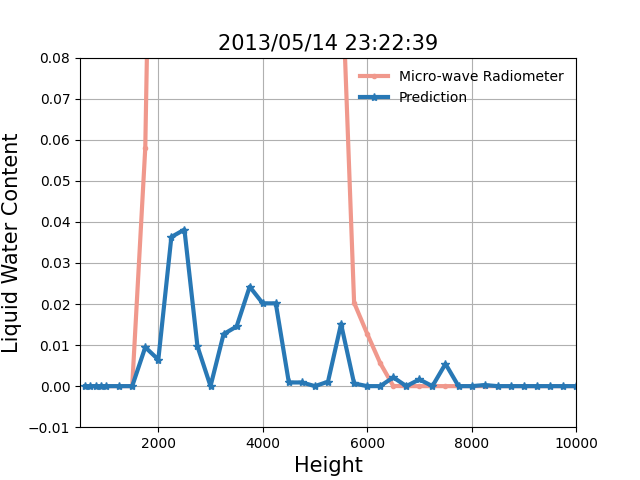 2013/05/14 23:22:39
Micro-wave Radiometer
Prediction
Liquid Water Content
0.08
0.07
0.06
0.05
0.04
0.03
0.02
0.01
0.00
−0.01
2000 4000 6000 8000 10000
Height